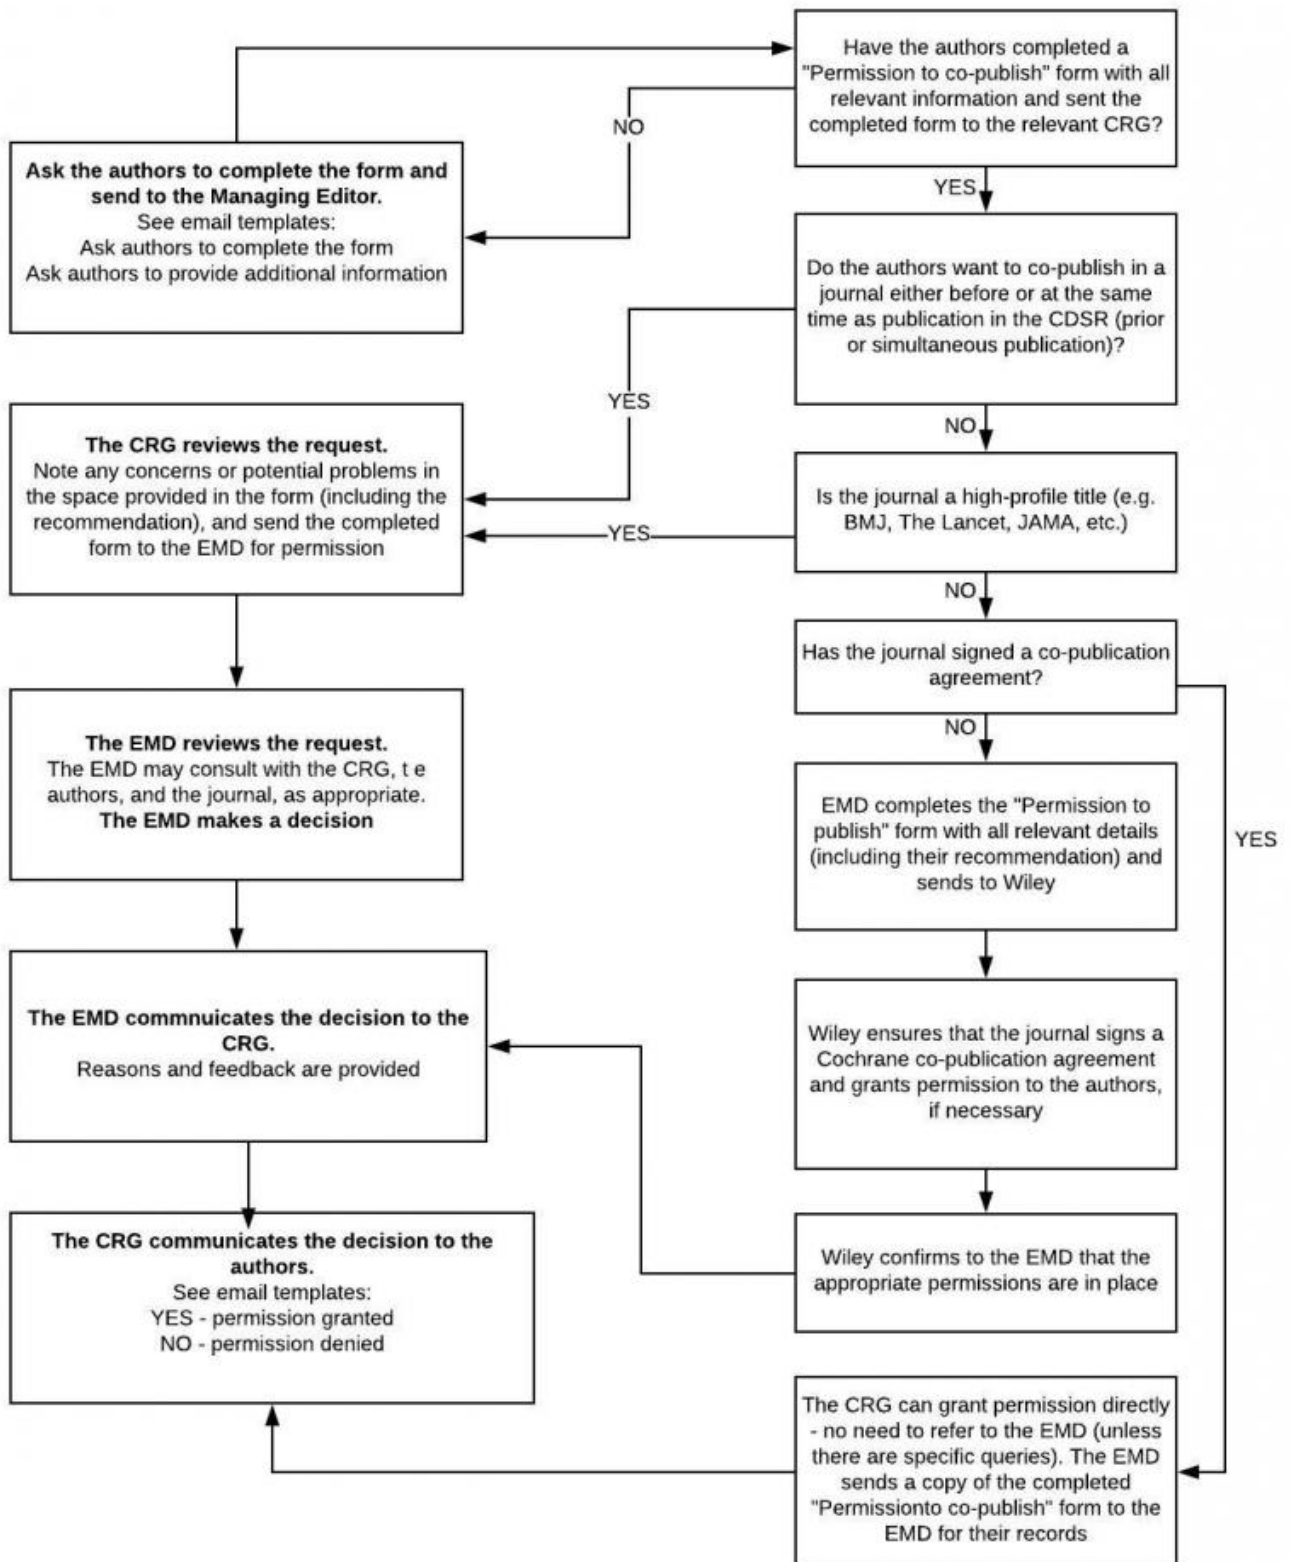 Have the authors completed a
"Permission to co-publish" form with all
relevant information and sent the
completed form to the relevant CRG?
NO
Ask the authors to complete the form and
send to the Managing Editor.
See email templates:
Ask authors to complete the form
Ask authors to provide additional information
YES
Do the authors want to co-publish in a
journal either before or at the same
time as publication in the CDSR (prior
or simultaneous publication)?
YES
NO
The CRG reviews the request.
Note any concerns or potential problems in
the space provided in the form (including the
recommendation), and send the completed
form to the EMD for permission
Is the journal a high-profile title (e.g.
BMJ, The Lancet, JAMA, etc.)
YES
NO
Has the journal signed a co-publication
agreement?
NO
YES
The EMD reviews the request.
The EMD may consult with the CRG, t e
authors, and the journal, as appropriate.
The EMD makes a decision
EMD completes the "Permission to
publish" form with all relevant details
(including their recommendation) and
sends to Wiley
The EMD commnuicates the decision to the
CRG.
Reasons and feedback are provided
Wiley ensures that the journal signs a
Cochrane co-publication agreement
and grants permission to the authors,
if necessary
The CRG communicates the decision to the
authors.
See email templates:
YES - permission granted
NO - permission denied
Wiley confirms to the EMD that the
appropriate permissions are in place
The CRG can grant permission directly
- no need to refer to the EMD (unless
there are specific queries). The EMD
sends a copy of the completed
"Permissionto co-publish" form to the
EMD for their records